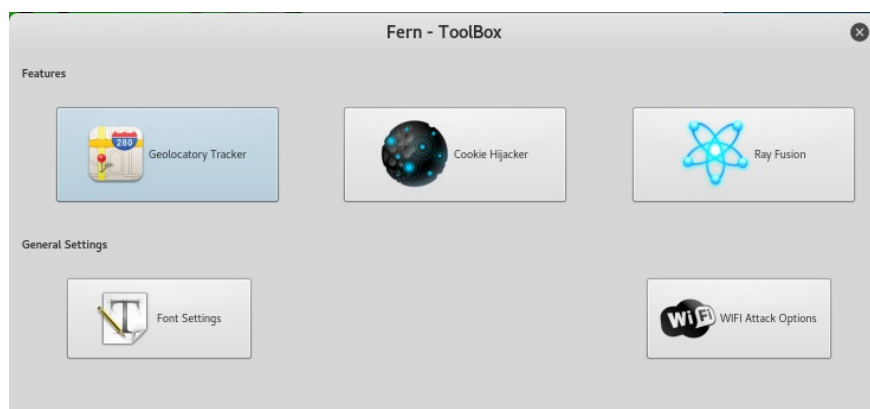 Fern - ToolBox
Features
280
Geolocatory Tracker
Cookie Hijacker
Ray Fusion
General Settings
T
Font Settings
WiFi
WIFI Attack Options